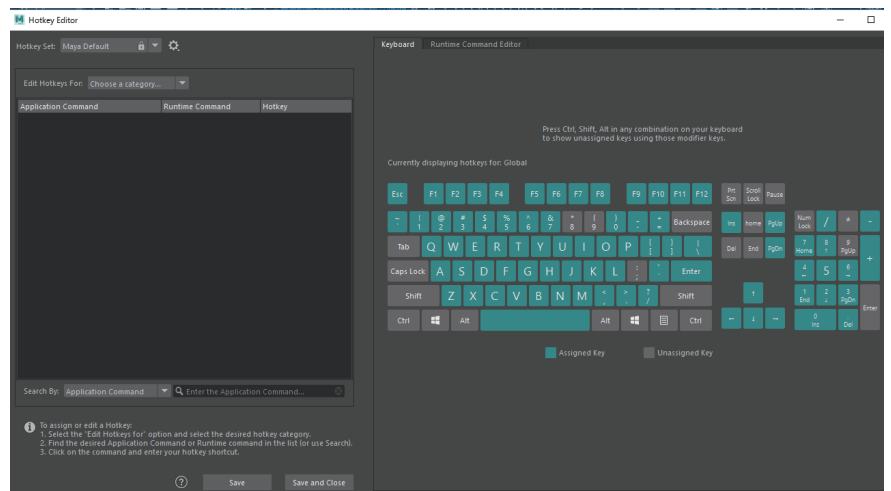 Hotkey Editor
Hotkey Set: Maya Default
Edit Hotkeys For: Choose a category...
Application Command Runtime Command Hotkey
Search By: Application Command Enter the Application Command...
To assign or edit a Hotkey:
1. Select the 'Edit Hotkeys for' option and select the desired hotkey category.
2. Find the desired Application Command or Runtime command in the list (or use Search).
3. Click on the command and enter your hotkey shortcut.
? Save Save and Close
Keyboard Runtime Command Editor
Press Ctrl, Shift, Alt in any combination on your keyboard
to show unassigned keys using those modifier keys.
Currently displaying hotkeys for: Global
Esc F1 F2 F3 F4 F5 F6 F7 F8 F9 F10 F11 F12 Prt Scn Scroll Lock Pause
~ ` ! 1 @ 2 # 3 $ 4 % 5 ^ 6 & 7 * 8 ( 9 ) 0 - + = Backspace Ins home PgUp Num Lock / * -
Tab Q W E R T Y U I O P [ ] | \ Del End PgDn 7 Home 8 ↑ 9 PgUp +
Caps Lock A S D F G H J K L : ; Enter 4 ← 5 6 →
Shift Z X C V B N M < , > . ? / Shift ↑ 1 End 2 ↓ 3 PgDn Enter
Ctrl Alt Alt Ctrl ← ↓ → 0 Ins . Del
Assigned Key Unassigned Key